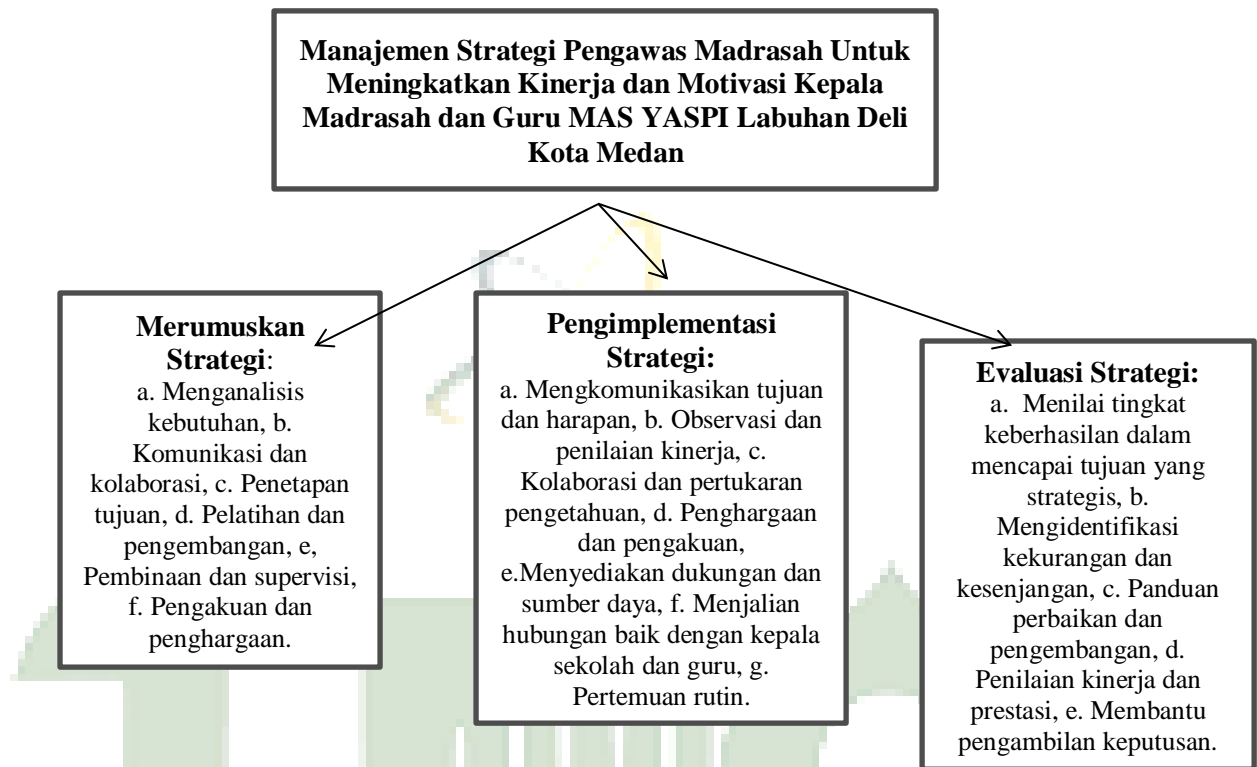 Manajemen Strategi Pengawas Madrasah Untuk
Meningkatkan Kinerja dan Motivasi Kepala
Madrasah dan Guru MAS YASPI Labuhan Deli
Kota Medan
Merumuskan
Strategi:
a. Menganalisis
kebutuhan, b.
Komunikasi dan
kolaborasi, c. Penetapan
tujuan, d. Pelatihan dan
pengembangan, e,
Pembinaan dan supervisi,
f. Pengakuan dan
penghargaan.
Pengimplementasi
Strategi:
a. Mengkomunikasikan tujuan
dan harapan, b. Observasi dan
penilaian kinerja, c.
Kolaborasi dan pertukaran
pengetahuan, d. Penghargaan
dan pengakuan,
e.Menyediakan dukungan dan
sumber daya, f. Menjalian
hubungan baik dengan kepala
sekolah dan guru, g.
Pertemuan rutin.
Evaluasi Strategi:
a. Menilai tingkat
keberhasilan dalam
mencapai tujuan yang
strategis, b.
Mengidentifikasi
kekurangan dan
kesenjangan, c. Panduan
perbaikan dan
pengembangan, d.
Penilaian kinerja dan
prestasi, e. Membantu
pengambilan keputusan.